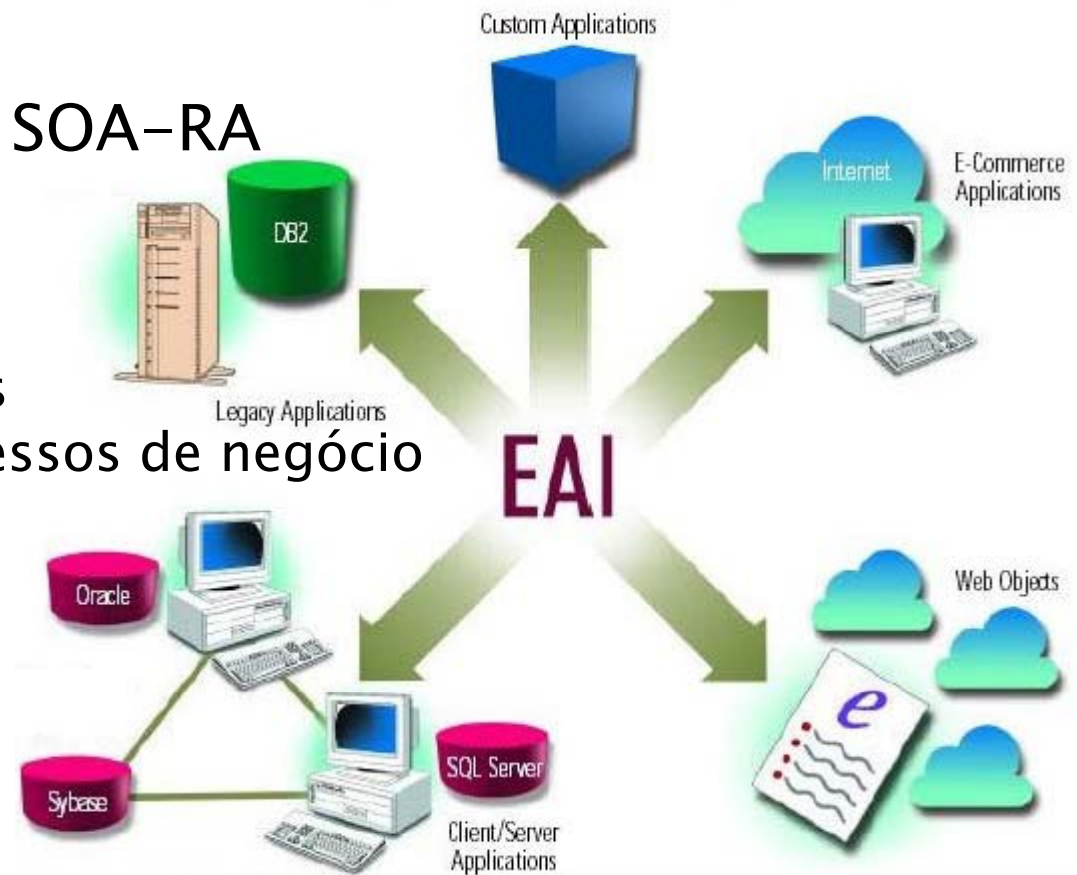 Custom Applications
SOA-RA
Internet
E-Commerce
Applications
DB2
Legacy Applications
s
essos de negócio
EAI
Oracle
Web Objects
e
SQL Server
Sybase
Client/Server
Applications